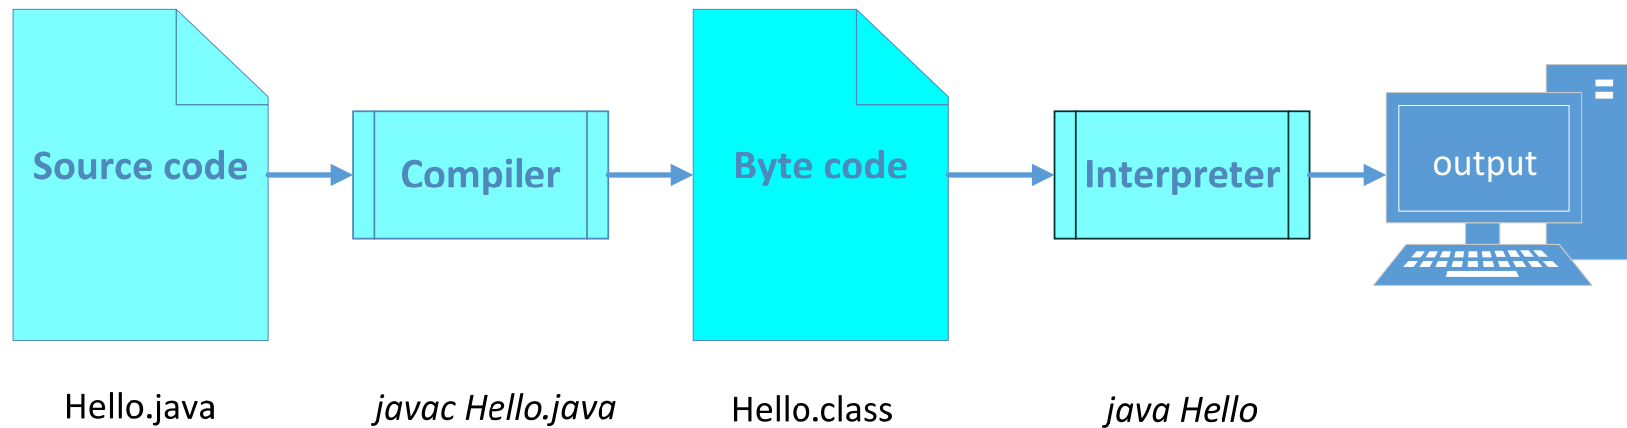 Source code
Compiler
Byte code
Interpreter
output
Hello.java
javac Hello.java
Hello.class
java Hello